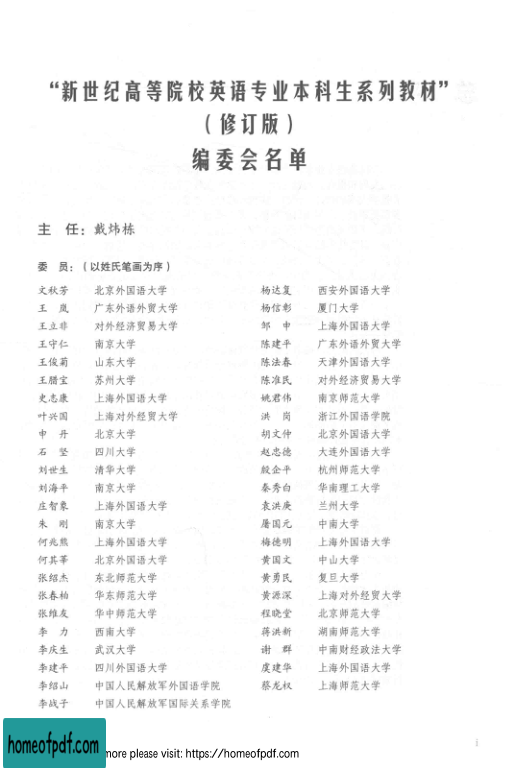 “新世纪高等院校英语专业本科生系列教材”
（修订版）
编委会名单
主 任：戴炜栋
委 员：（以姓氏笔画为序）
文秋芳 北京外国语大学
王 岚 广东外语外贸大学
王立非 对外经济贸易大学
王守仁 南京大学
王俊菊 山东大学
王腊宝 苏州大学
史志康 上海外国语大学
叶兴国 上海对外经贸大学
申 丹 北京大学
石 坚 四川大学
刘世生 清华大学
刘海平 南京大学
庄智象 上海外国语大学
朱 刚 南京大学
何兆熊 上海外国语大学
何其莘 北京外国语大学
张绍杰 东北师范大学
张春柏 华东师范大学
张维友 华中师范大学
李 力 西南大学
李庆生 武汉大学
李建平 四川外国语大学
李绍山 中国人民解放军外国语学院
李战子 中国人民解放军国际关系学院
杨达复 西安外国语大学
杨信彰 厦门大学
邹 申 上海外国语大学
陈建平 广东外语外贸大学
陈法春 天津外国语大学
陈准民 对外经济贸易大学
姚君伟 南京师范大学
洪 岗 浙江外国语学院
胡文仲 北京外国语大学
赵忠德 大连外国语大学
殷企平 杭州师范大学
秦秀白 华南理工大学
袁洪庚 兰州大学
屠国元 中南大学
梅德明 上海外国语大学
黄国文 中山大学
黄勇民 复旦大学
黄源深 上海对外经贸大学
程晓堂 北京师范大学
蒋洪新 湖南师范大学
谢 群 中南财经政法大学
虞建华 上海外国语大学
蔡龙权 上海师范大学
i
homeofpdf.com
more please visit: https://homeofpdf.com